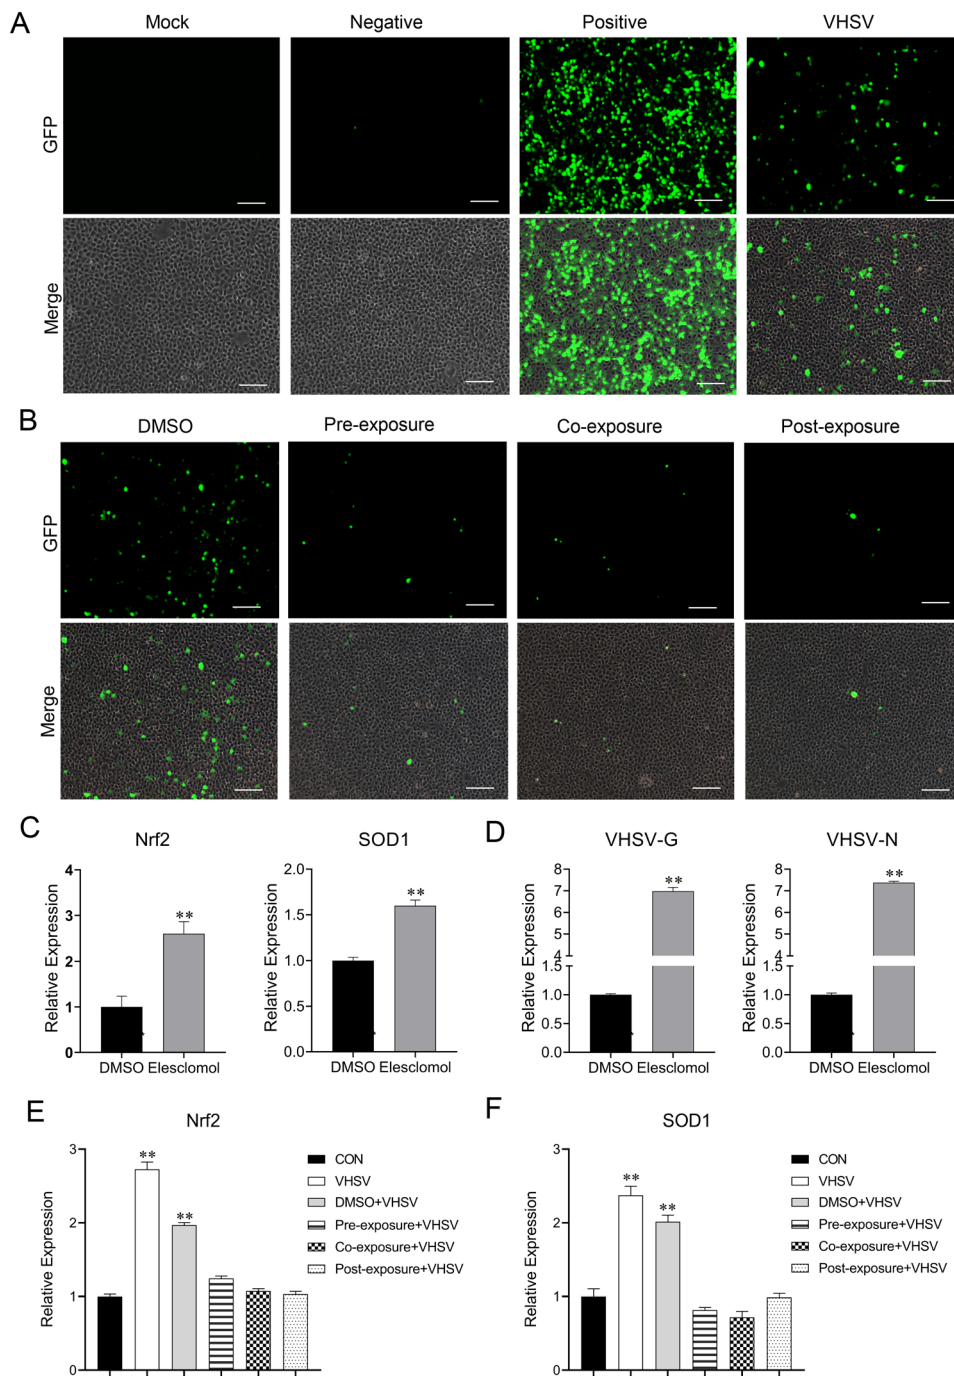 A
Mock Negative Positive VHSV
GFP
Merge
B
DMSO Pre-exposure Co-exposure Post-exposure
GFP
Merge
C
Nrf2
Relative Expression
4
3
2
1
0
**
DMSO Elesclomol
SOD1
Relative Expression
2.0
1.5
1.0
0.5
0.0
**
DMSO Elesclomol
D
VHSV-G
Relative Expression
8
7
6
5
4
1.5
1.0
0.5
0.0
**
DMSO Elesclomol
VHSV-N
Relative Expression
8
7
6
5
4
1.5
1.0
0.5
0.0
**
DMSO Elesclomol
E
Nrf2
Relative Expression
3
2
1
0
**
**
CON
VHSV
DMSO+VHSV
Pre-exposure+VHSV
Co-exposure+VHSV
Post-exposure+VHSV
F
SOD1
Relative Expression
3
2
1
0
**
**
CON
VHSV
DMSO+VHSV
Pre-exposure+VHSV
Co-exposure+VHSV
Post-exposure+VHSV